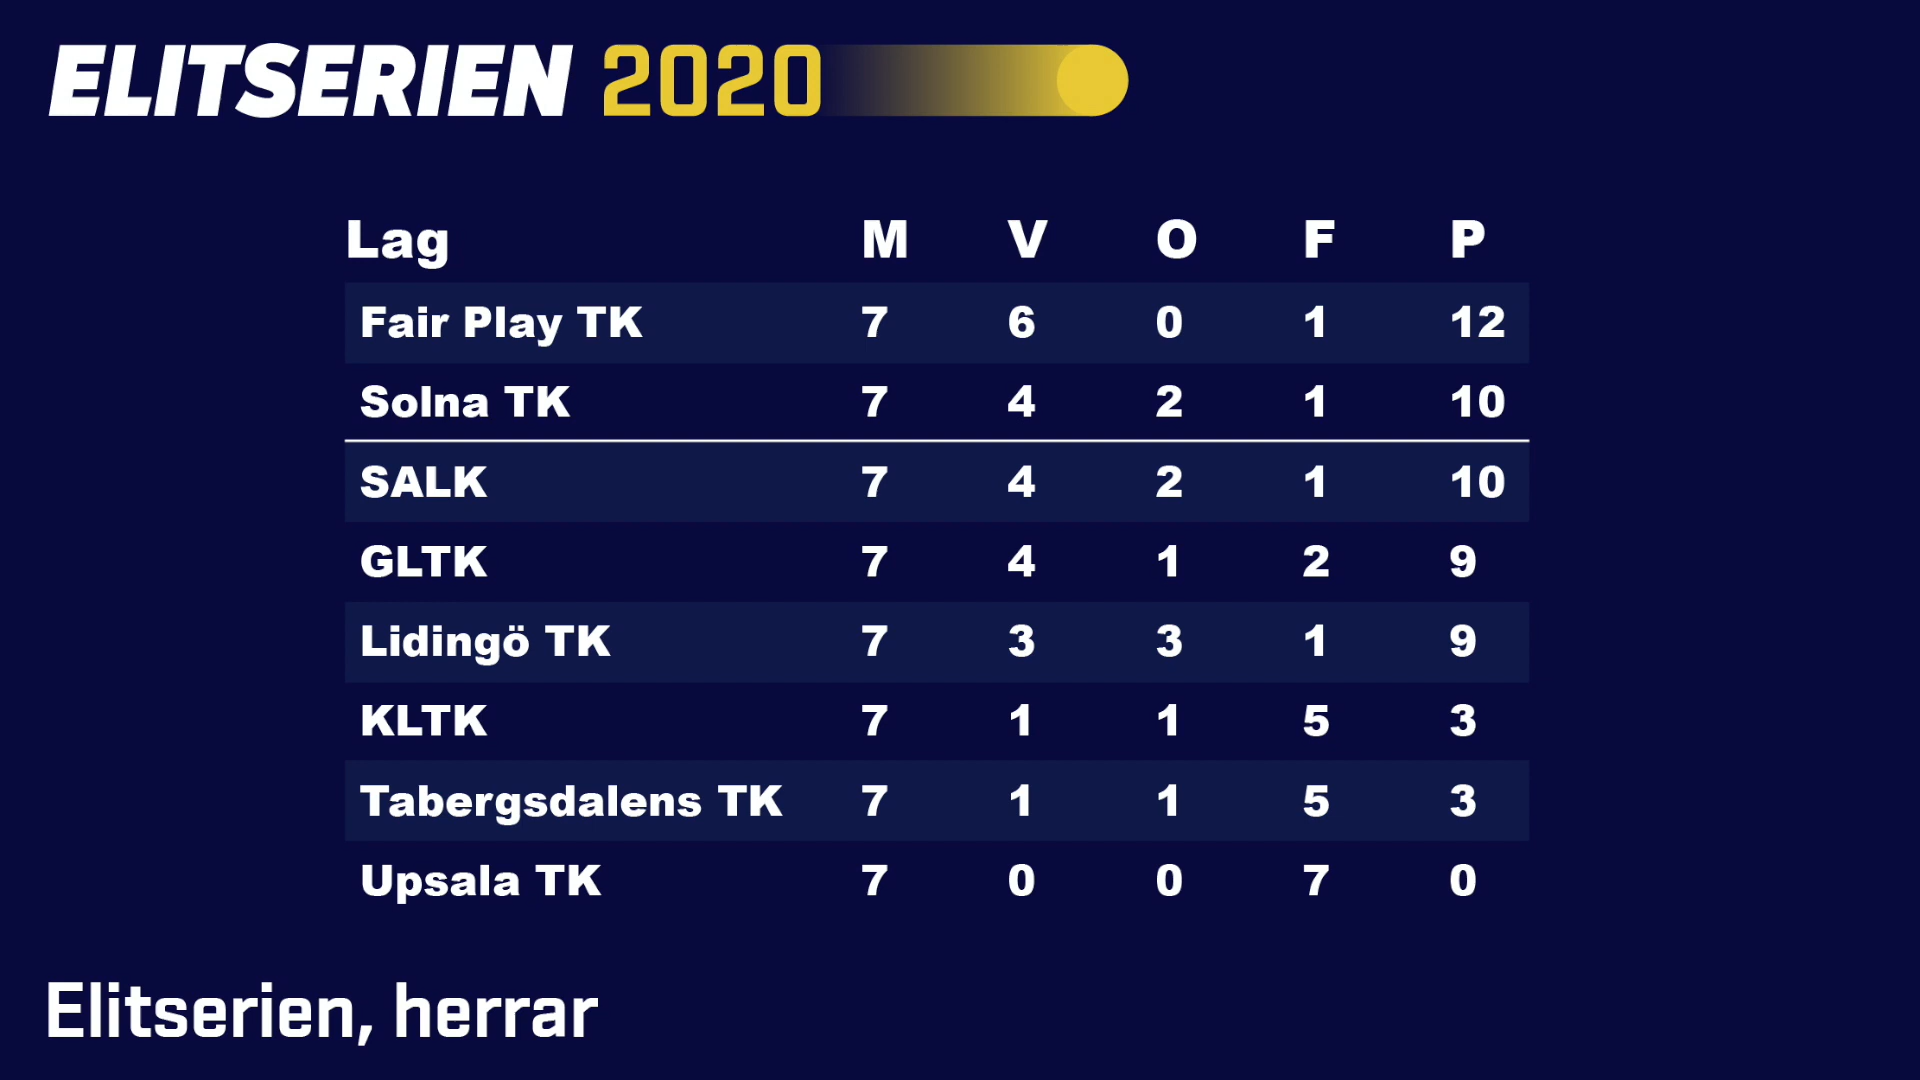 ELITSERIEN 2020
Lag M V O F P
Fair Play TK 7 6 0 1 12
Solna TK 7 4 2 1 10
SALK 7 4 2 1 10
GLTK 7 4 1 2 9
Lidingö TK 7 3 3 1 9
KLTK 7 1 1 5 3
Tabergsdalens TK 7 1 1 5 3
Upsala TK 7 0 0 7 0
Elitserien, herrar